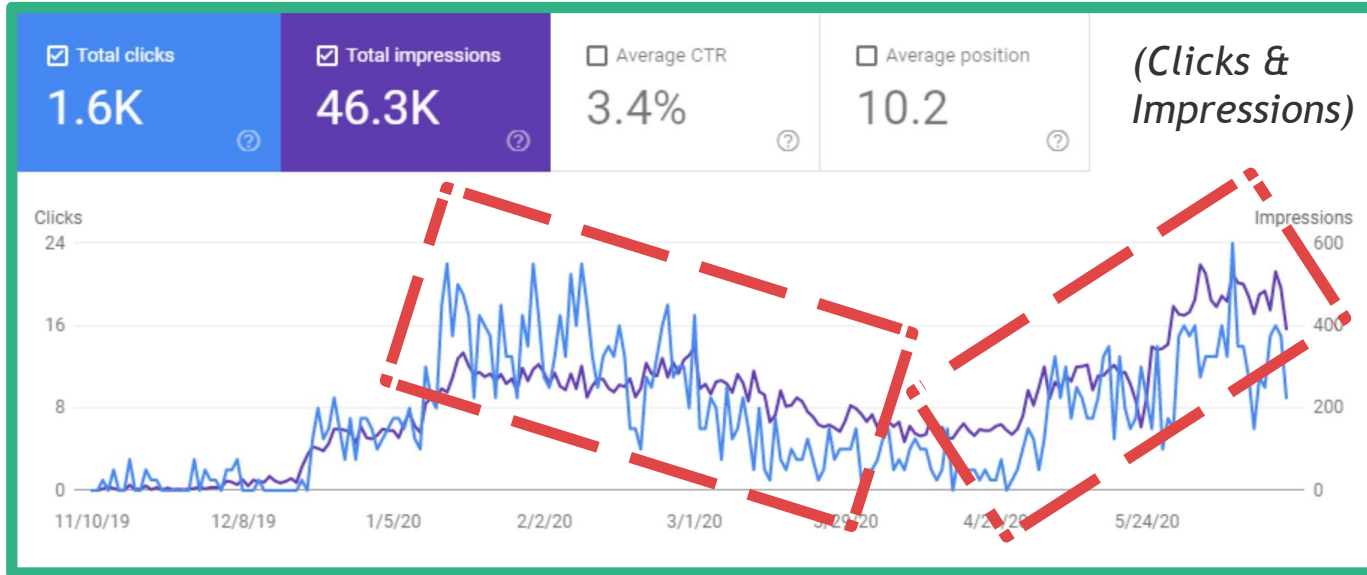 Total clicks
1.6K
Total impressions
46.3K
Average CTR
3.4%
Average position
10.2
(Clicks &
Impressions)
Clicks
Impressions
24
600
16
400
8
200
0
0
11/10/19
12/8/19
1/5/20
2/2/20
3/1/20
5/24/20